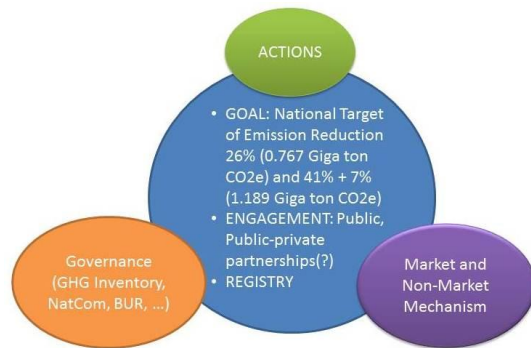 ACTIONS
• GOAL: National Target
of Emission Reduction
26% (0.767 Giga ton
CO2e) and 41% + 7%
(1.189 Giga ton CO2e)
• ENGAGEMENT: Public,
Public-private
partnerships(?)
• REGISTRY
Governance
(GHG Inventory,
NatCom, BUR, ...)
Market and
Non-Market
Mechanism